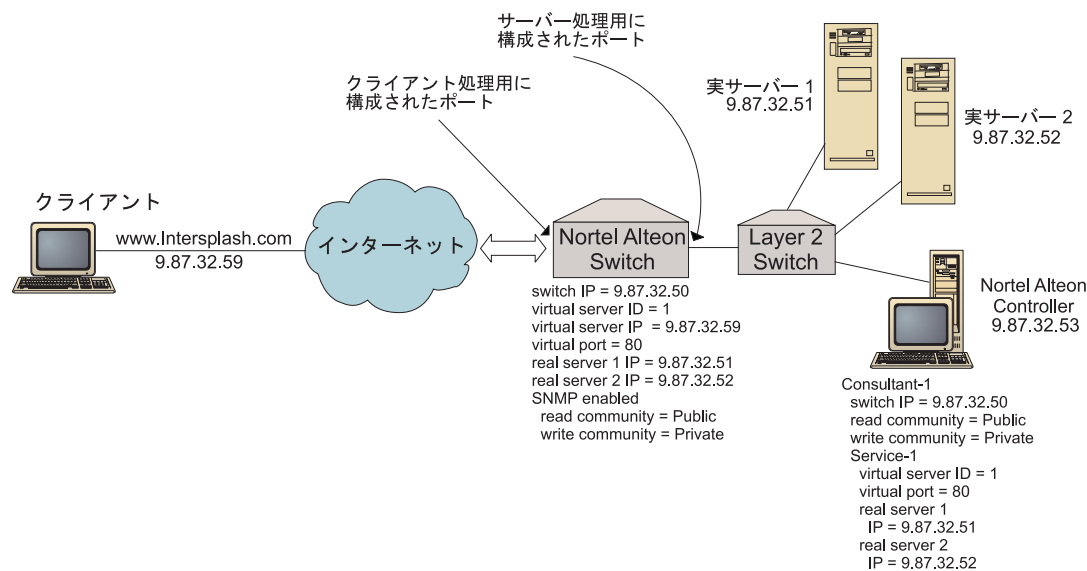 サーバー処理用に
構成されたポート
クライアント処理用に
構成されたポート
実サーバー 1
9.87.32.51
実サーバー 2
9.87.32.52
クライアント
www.Intersplash.com
9.87.32.59
インターネット
Nortel Alteon
Switch
Layer 2
Switch
switch IP = 9.87.32.50
virtual server ID = 1
virtual server IP = 9.87.32.59
virtual port = 80
real server 1 IP = 9.87.32.51
real server 2 IP = 9.87.32.52
SNMP enabled
read community = Public
write community = Private
Nortel Alteon
Controller
9.87.32.53
Consultant-1
switch IP = 9.87.32.50
read community = Public
write community = Private
Service-1
virtual server ID = 1
virtual port = 80
real server 1
IP = 9.87.32.51
real server 2
IP = 9.87.32.52